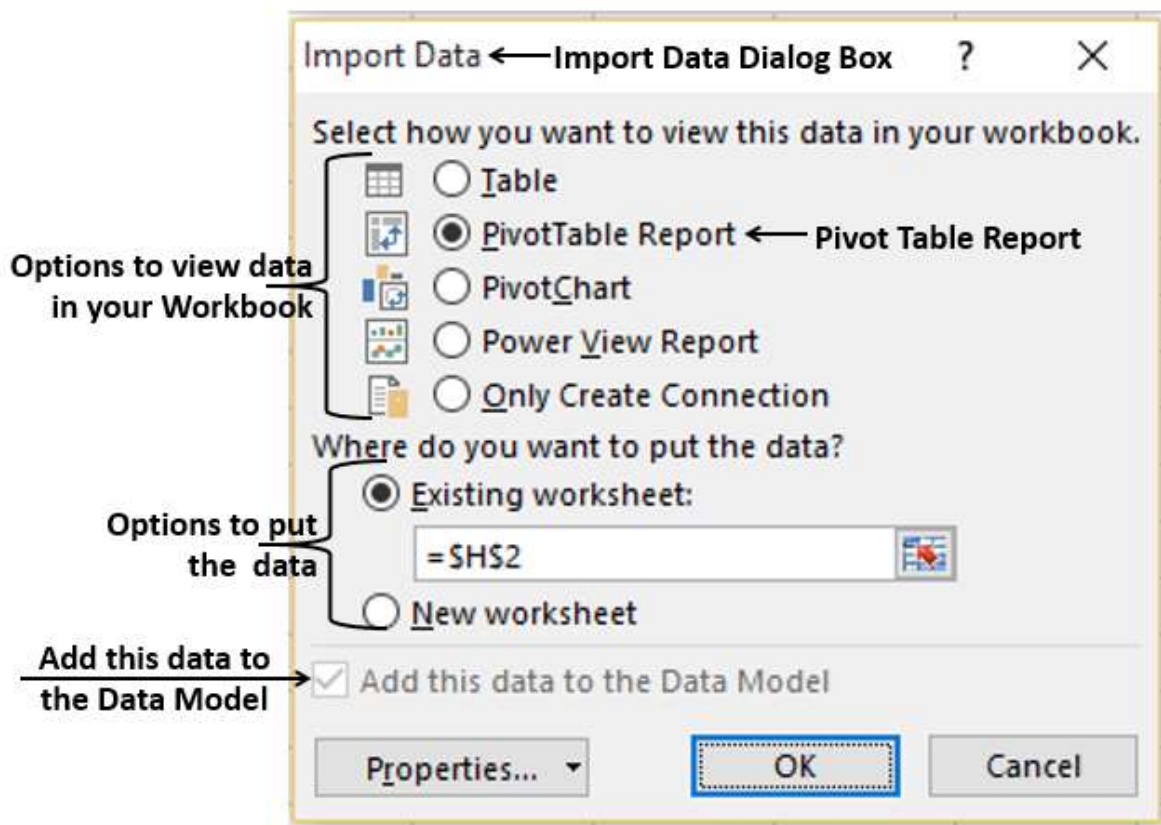 Import Data Import Data Dialog Box ?
Select how you want to view this data in your workbook.
Table
PivotTable Report Pivot Table Report
Options to view data
in your Workbook
PivotChart
Power View Report
Only Create Connection
Where do you want to put the data?
Existing worksheet:
Options to put
the data
=$H$2
New worksheet
Add this data to
the Data Model
Add this data to the Data Model
Properties... OK Cancel